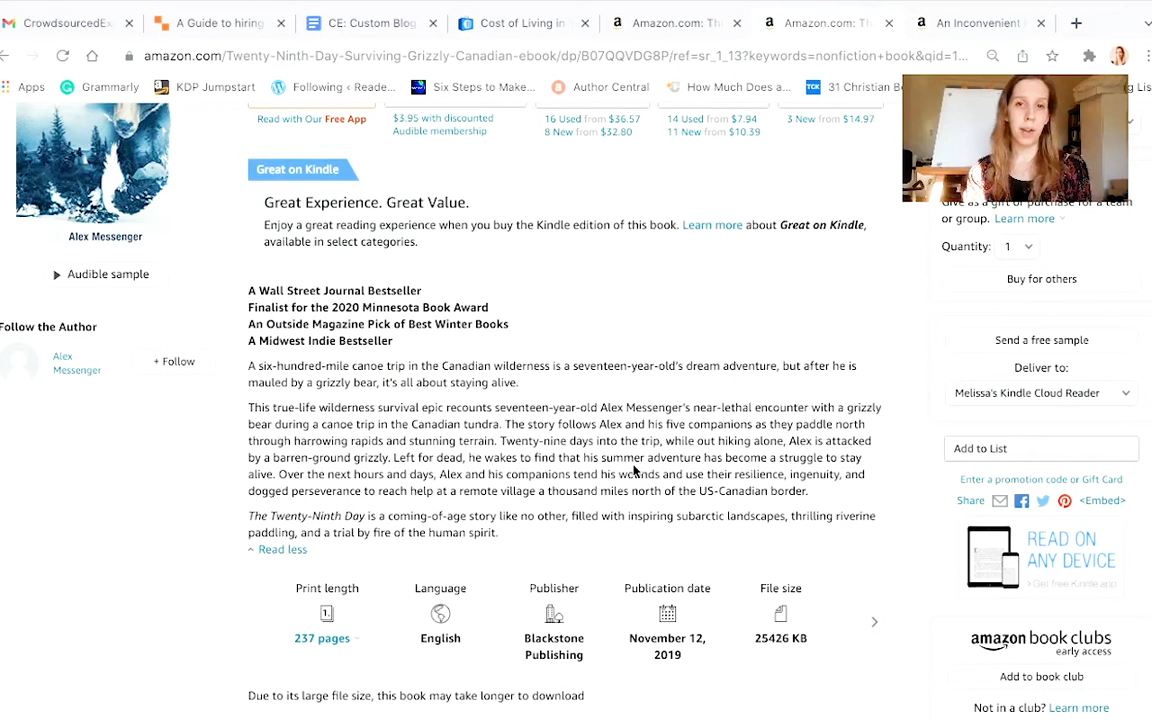 CrowdsourcedEx
A Guide to hiring
CE: Custom Blog
Cost of Living in
Amazon.com: Th
Amazon.com: Th
An Inconvenient
amazon.com/Twenty-Ninth-Day-Surviving-Grizzly-Canadian-ebook/dp/B07QQVDG8P/ref=sr_1_13?keywords=nonfiction+book&qid=1...
Apps
Grammarly
KDP Jumpstart
Following ‹ Reade...
Six Steps to Make...
Author Central
How Much Does a...
31 Christian B
g Lis
Read with Our Free App
$3.95 with discounted
Audible membership
16 Used from $36.57
8 New from $32.80
14 Used from $7.94
11 New from $10.39
3 New from $14.97
Great on Kindle
Great Experience. Great Value.
Enjoy a great reading experience when you buy the Kindle edition of this book. Learn more about Great on Kindle,
available in select categories.
Alex Messenger
Audible sample
Follow the Author
Alex
Messenger
+ Follow
A Wall Street Journal Bestseller
Finalist for the 2020 Minnesota Book Award
An Outside Magazine Pick of Best Winter Books
A Midwest Indie Bestseller
A six-hundred-mile canoe trip in the Canadian wilderness is a seventeen-year-old's dream adventure, but after he is
mauled by a grizzly bear, it's all about staying alive.
This true-life wilderness survival epic recounts seventeen-year-old Alex Messenger's near-lethal encounter with a grizzly
bear during a canoe trip in the Canadian tundra. The story follows Alex and his five companions as they paddle north
through harrowing rapids and stunning terrain. Twenty-nine days into the trip, while out hiking alone, Alex is attacked
by a barren-ground grizzly. Left for dead, he wakes to find that his summer adventure has become a struggle to stay
alive. Over the next hours and days, Alex and his companions tend his wounds and use their resilience, ingenuity, and
dogged perseverance to reach help at a remote village a thousand miles north of the US-Canadian border.
The Twenty-Ninth Day is a coming-of-age story like no other, filled with inspiring subarctic landscapes, thrilling riverine
paddling, and a trial by fire of the human spirit.
Read less
Print length
237 pages
Language
English
Publisher
Blackstone
Publishing
Publication date
November 12,
2019
File size
25426 KB
Due to its large file size, this book may take longer to download
Give as a gift or purchase for a team
or group. Learn more
Quantity: 1
Buy for others
Send a free sample
Deliver to:
Melissa's Kindle Cloud Reader
Add to List
Enter a promotion code or Gift Card
Share
<Embed>
READ ON
ANY DEVICE
Get free Kindle app
amazon book clubs
early access
Add to book club
Not in a club? Learn more